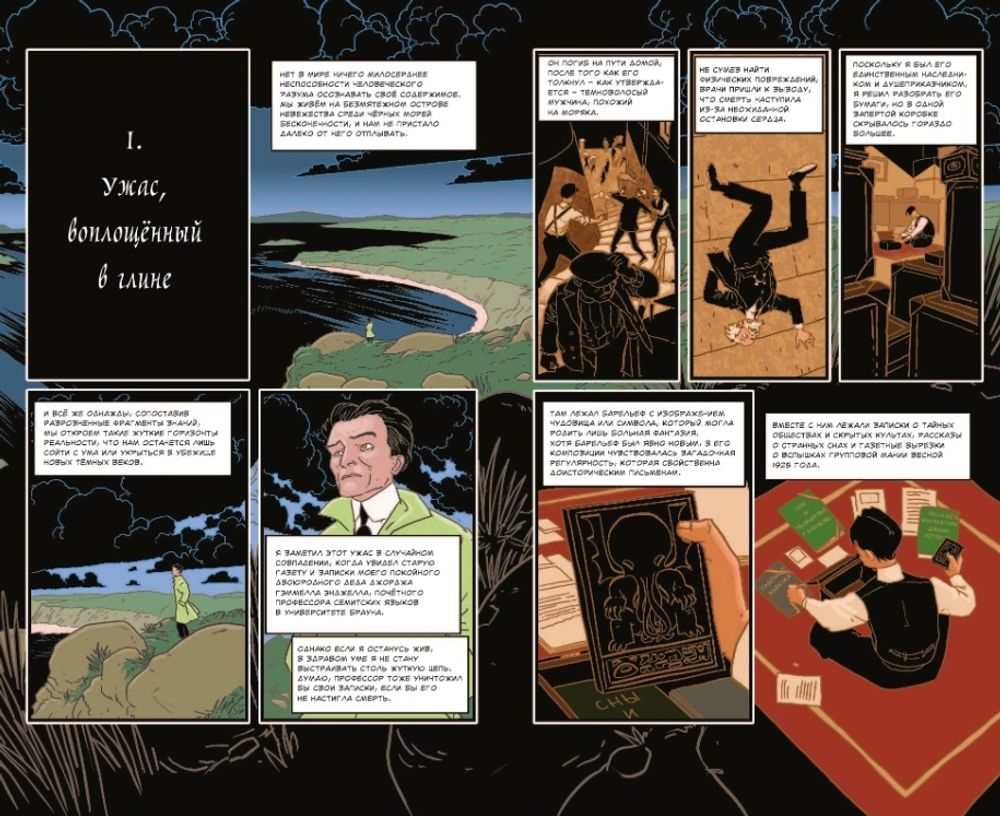 I.
Ужас,
воплощённый
в глине
НЕТ В МИРЕ НИЧЕГО МИЛОСЕРДНЕЕ
НЕСПОСОБНОСТИ ЧЕЛОВЕЧЕСКОГО
РАЗУМА ОСОЗНАВАТЬ СВОЁ СОДЕРЖИМОЕ.
МЫ ЖИВЁМ НА БЕЗМЯТЕЖНОМ ОСТРОВЕ
НЕВЕЖЕСТВА СРЕДИ ЧЁРНЫХ МОРЕЙ
БЕСКОНЕЧНОСТИ, И НАМ НЕ ПРИСТАЛО
ДАЛЕКО ОТ НЕГО ОТПЛЫВАТЬ.
И ВСЁ ЖЕ ОДНАЖДЫ, СОПОСТАВИВ
РАЗРОЗНЕННЫЕ ФРАГМЕНТЫ ЗНАНИЙ,
МЫ ОТКРОЕМ ТАКИЕ ЖУТКИЕ ГОРИЗОНТЫ
РЕАЛЬНОСТИ, ЧТО НАМ ОСТАНЕТСЯ ЛИШЬ
СОЙТИ С УМА ИЛИ УКРЫТЬСЯ В УБЕЖИЩЕ
НОВЫХ ТЁМНЫХ ВЕКОВ.
Я ЗАМЕТИЛ ЭТОТ УЖАС В СЛУЧАЙНОМ
СОВПАДЕНИИ, КОГДА УВИДЕЛ СТАРУЮ
ГАЗЕТУ И ЗАПИСКИ МОЕГО ПОКОЙНОГО
ДВОЮРОДНОГО ДЕДА ДЖОРДЖА
ГЭММЕЛЛА ЭНДЖЕЛЛА, ПОЧЁТНОГО
ПРОФЕССОРА СЕМИТСКИХ ЯЗЫКОВ
В УНИВЕРСИТЕТЕ БРАУНА.
ОДНАКО ЕСЛИ Я ОСТАНУСЬ ЖИВ,
В ЗДРАВОМ УМЕ Я НЕ СТАНУ
ВЫСТРАИВАТЬ СТОЛЬ ЖУТКУЮ ЦЕПЬ.
ДУМАЮ, ПРОФЕССОР ТОЖЕ УНИЧТОЖИЛ
БЫ СВОИ ЗАПИСКИ, ЕСЛИ БЫ ЕГО
НЕ НАСТИГЛА СМЕРТЬ.
ОН ПОГИБ НА ПУТИ ДОМОЙ,
ПОСЛЕ ТОГО КАК ЕГО
ТОЛКНУЛ – КАК УТВЕРЖДА-
ЕТСЯ – ТЕМНОВОЛОСЫЙ
МУЖЧИНА, ПОХОЖИЙ
НА МОРЯКА.
НЕ СУМЕВ НАЙТИ
ФИЗИЧЕСКИХ ПОВРЕЖДЕНИЙ,
ВРАЧИ ПРИШЛИ К ВЫВОДУ,
ЧТО СМЕРТЬ НАСТУПИЛА
ИЗ-ЗА НЕОЖИДАННОЙ
ОСТАНОВКИ СЕРДЦА.
ПОСКОЛЬКУ Я БЫЛ ЕГО
ЕДИНСТВЕННЫМ НАСЛЕДНИ-
КОМ И ДУШЕПРИКАЗЧИКОМ,
Я РЕШИЛ РАЗОБРАТЬ ЕГО
БУМАГИ, НО В ОДНОЙ
ЗАПЕРТОЙ КОРОБКЕ
СКРЫВАЛОСЬ ГОРАЗДО
БОЛЬШЕЕ.
ТАМ ЛЕЖАЛ БАРЕЛЬЕФ С ИЗОБРАЖЕНИЕМ
ЧУДОВИЩА ИЛИ СИМВОЛА, КОТОРЫЙ МОГЛА
РОДИТЬ ЛИШЬ БОЛЬНАЯ ФАНТАЗИЯ.
ХОТЯ БАРЕЛЬЕФ БЫЛ ЯВНО НОВЫМ, В ЕГО
КОМПОЗИЦИИ ЧУВСТВОВАЛАСЬ ЗАГАДОЧНАЯ
РЕГУЛЯРНОСТЬ, КОТОРАЯ СВОЙСТВЕННА
ДОИСТОРИЧЕСКИМ ПИСЬМЕНАМ.
СНЫ
И
ВМЕСТЕ С НИМ ЛЕЖАЛИ ЗАПИСКИ О ТАЙНЫХ
ОБЩЕСТВАХ И СКРЫТЫХ КУЛЬТАХ, РАССКАЗЫ
О СТРАННЫХ СНАХ И ГАЗЕТНЫЕ ВЫРЕЗКИ
О ВСПЫШКАХ ГРУППОВОЙ МАНИИ ВЕСНОЙ
1925 ГОДА.